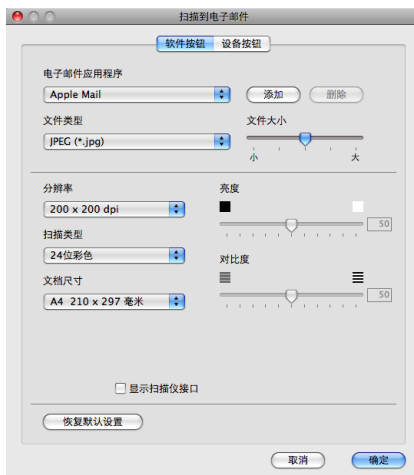 扫描到电子邮件
软件按钮 设备按钮
电子邮件应用程序
Apple Mail 添加 删除
文件类型 文件大小
JPEG (*.jpg)
小 大
分辨率 亮度
200 x 200 dpi
50
扫描类型
24位彩色 对比度
文档尺寸
A4 210 x 297 毫米 50
显示扫描仪接口
恢复默认设置
取消 确定